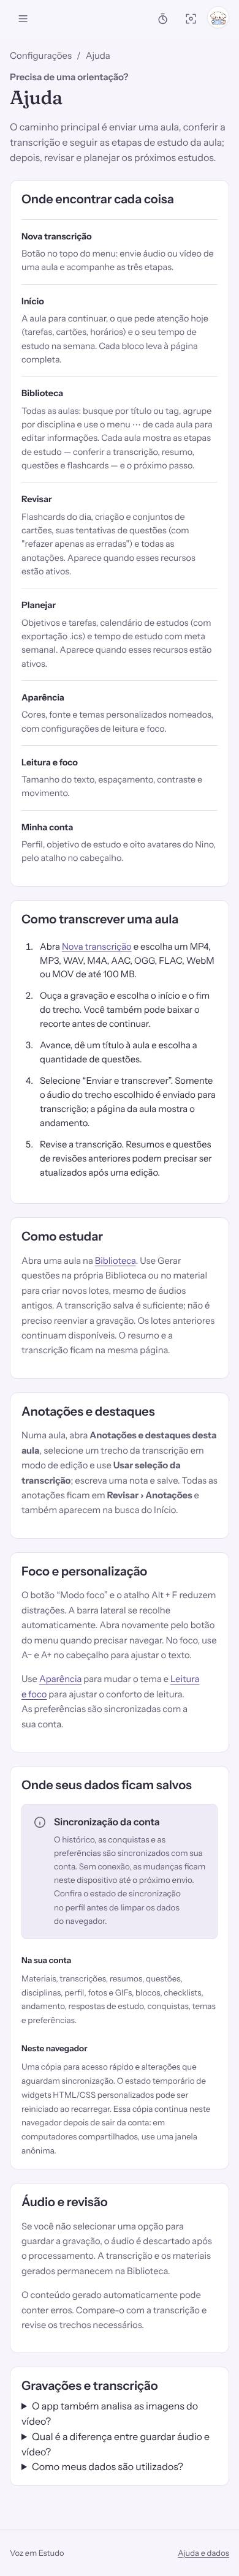 Configurações / Ajuda
Precisa de uma orientação?
Ajuda
O caminho principal é enviar uma aula, conferir a
transcrição e seguir as etapas de estudo da aula;
depois, revisar e planejar os próximos estudos.
Onde encontrar cada coisa
Nova transcrição
Botão no topo do menu: envie áudio ou vídeo de
uma aula e acompanhe as três etapas.
Início
A aula para continuar, o que pede atenção hoje
(tarefas, cartões, horários) e o seu tempo de
estudo na semana. Cada bloco leva à página
completa.
Biblioteca
Todas as aulas: busque por título ou tag, agrupe
por disciplina e use o menu ⋯ de cada aula para
editar informações. Cada aula mostra as etapas
de estudo — conferir a transcrição, resumo,
questões e flashcards — e o próximo passo.
Revisar
Flashcards do dia, criação e conjuntos de
cartões, suas tentativas de questões (com
"refazer apenas as erradas") e todas as
anotações. Aparece quando esses recursos
estão ativos.
Planejar
Objetivos e tarefas, calendário de estudos (com
exportação .ics) e tempo de estudo com meta
semanal. Aparece quando esses recursos estão
ativos.
Aparência
Cores, fonte e temas personalizados nomeados,
com configurações de leitura e foco.
Leitura e foco
Tamanho do texto, espaçamento, contraste e
movimento.
Minha conta
Perfil, objetivo de estudo e oito avatares do Nino,
pelo atalho no cabeçalho.
Como transcrever uma aula
1. Abra Nova transcrição e escolha um MP4,
MP3, WAV, M4A, AAC, OGG, FLAC, WebM
ou MOV de até 100 MB.
2. Ouça a gravação e escolha o início e o fim
do trecho. Você também pode baixar o
recorte antes de continuar.
3. Avance, dê um título à aula e escolha a
quantidade de questões.
4. Selecione “Enviar e transcrever”. Somente
o áudio do trecho escolhido é enviado para
transcrição; a página da aula mostra o
andamento.
5. Revise a transcrição. Resumos e questões
de revisões anteriores podem precisar ser
atualizados após uma edição.
Como estudar
Abra uma aula na Biblioteca. Use Gerar
questões na própria Biblioteca ou no material
para criar novos lotes, mesmo de áudios
antigos. A transcrição salva é suficiente; não é
preciso reenviar a gravação. Os lotes anteriores
continuam disponíveis. O resumo e a
transcrição ficam na mesma página.
Anotações e destaques
Numa aula, abra Anotações e destaques desta
aula, selecione um trecho da transcrição em
modo de edição e use Usar seleção da
transcrição; escreva uma nota e salve. Todas as
anotações ficam em Revisar › Anotações e
também aparecem na busca do Início.
Foco e personalização
O botão “Modo foco” e o atalho Alt + F reduzem
distrações. A barra lateral se recolhe
automaticamente. Abra novamente pelo botão
do menu quando precisar navegar. No foco, use
A- e A+ no cabeçalho para ajustar o texto.
Use Aparência para mudar o tema e Leitura
e foco para ajustar o conforto de leitura.
As preferências são sincronizadas com a
sua conta.
Onde seus dados ficam salvos
Sincronização da conta
O histórico, as conquistas e as
preferências são sincronizados com sua
conta. Sem conexão, as mudanças ficam
neste dispositivo até o próximo envio.
Confira o estado de sincronização
no perfil antes de limpar os dados
do navegador.
Na sua conta
Materiais, transcrições, resumos, questões,
disciplinas, perfil, fotos e GIFs, blocos, checklists,
andamento, respostas de estudo, conquistas, temas
e preferências.
Neste navegador
Uma cópia para acesso rápido e alterações que
aguardam sincronização. O estado temporário de
widgets HTML/CSS personalizados pode ser
reiniciado ao recarregar. Essa cópia continua neste
navegador depois de sair da conta: em
computadores compartilhados, use uma janela
anônima.
Áudio e revisão
Se você não selecionar uma opção para
guardar a gravação, o áudio é descartado após
o processamento. A transcrição e os materiais
gerados permanecem na Biblioteca.
O conteúdo gerado automaticamente pode
conter erros. Compare-o com a transcrição e
revise os trechos necessários.
Gravações e transcrição
O app também analisa as imagens do
vídeo?
Qual é a diferença entre guardar áudio e
vídeo?
Como meus dados são utilizados?
Voz em Estudo
Ajuda e dados